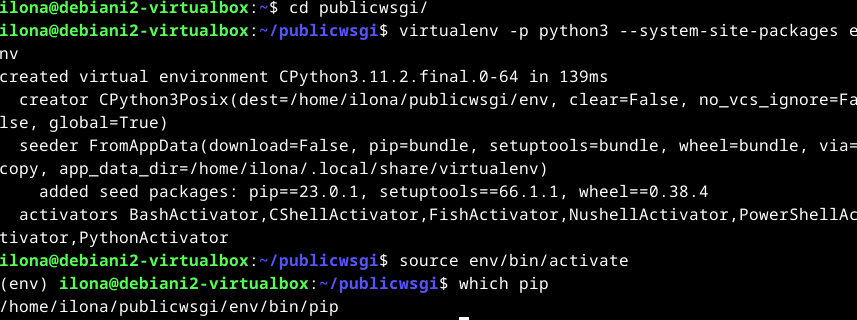 ilona@debiani2-virtualbox:~$ cd publicwsgi/
ilona@debiani2-virtualbox:~/publicwsgi$ virtualenv -p python3 --system-site-packages e
nv
created virtual environment CPython3.11.2.final.0-64 in 139ms
  creator CPython3Posix(dest=/home/ilona/publicwsgi/env, clear=False, no_vcs_ignore=Fa
lse, global=True)
  seeder FromAppData(download=False, pip=bundle, setuptools=bundle, wheel=bundle, via=
copy, app_data_dir=/home/ilona/.local/share/virtualenv)
    added seed packages: pip==23.0.1, setuptools==66.1.1, wheel==0.38.4
  activators BashActivator,CShellActivator,FishActivator,NushellActivator,PowerShellAc
tivator,PythonActivator
ilona@debiani2-virtualbox:~/publicwsgi$ source env/bin/activate
(env) ilona@debiani2-virtualbox:~/publicwsgi$ which pip
/home/ilona/publicwsgi/env/bin/pip